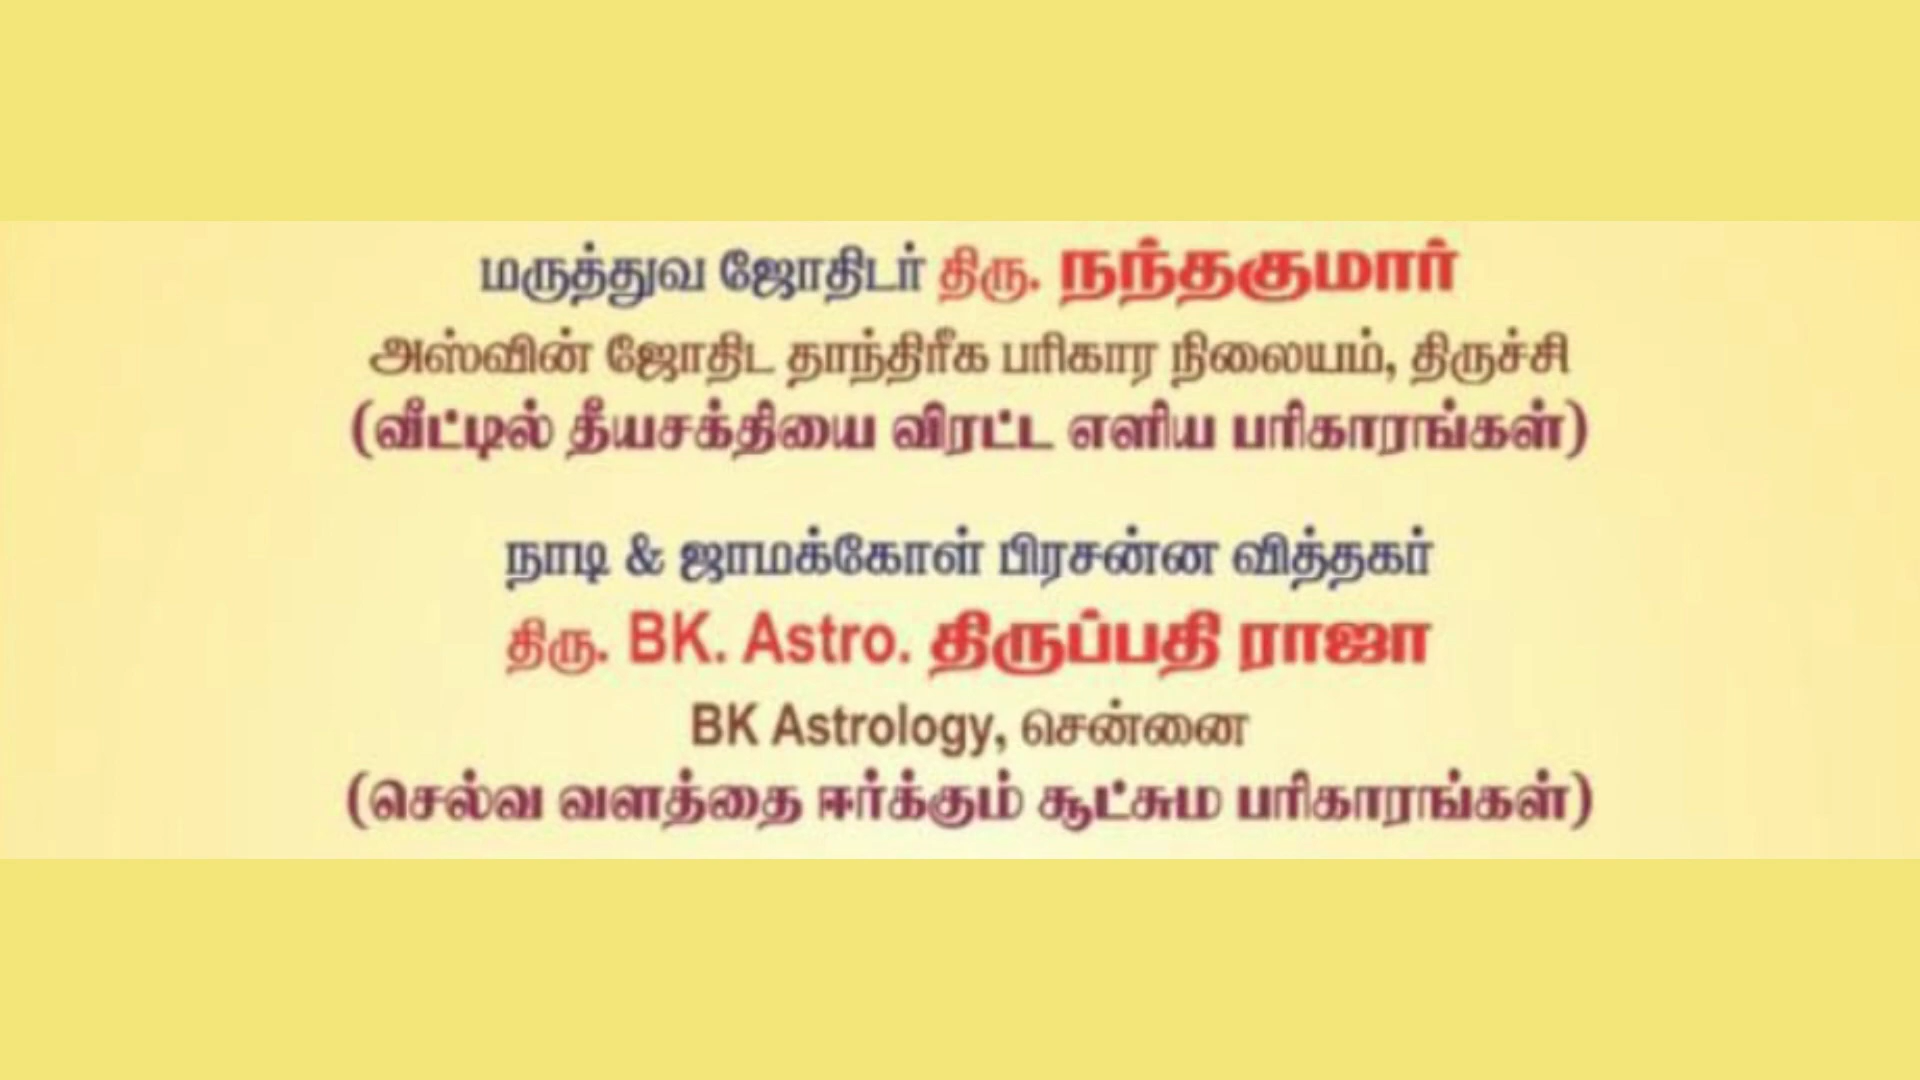 மருத்துவ ஜோதிடர் திரு. நந்தகுமார்
அஸ்வின் ஜோதிட தாந்திரீக பரிகார நிலையம், திருச்சி
(வீட்டில் தீயசக்தியை விரட்ட எளிய பரிகாரங்கள்)
நாடி & ஜாமக்கோள் பிரசன்ன வித்தகர்
திரு. BK. Astro. திருப்பதி ராஜா
BK Astrology, சென்னை
(செல்வ வளத்தை ஈர்க்கும் சூட்சும பரிகாரங்கள்)